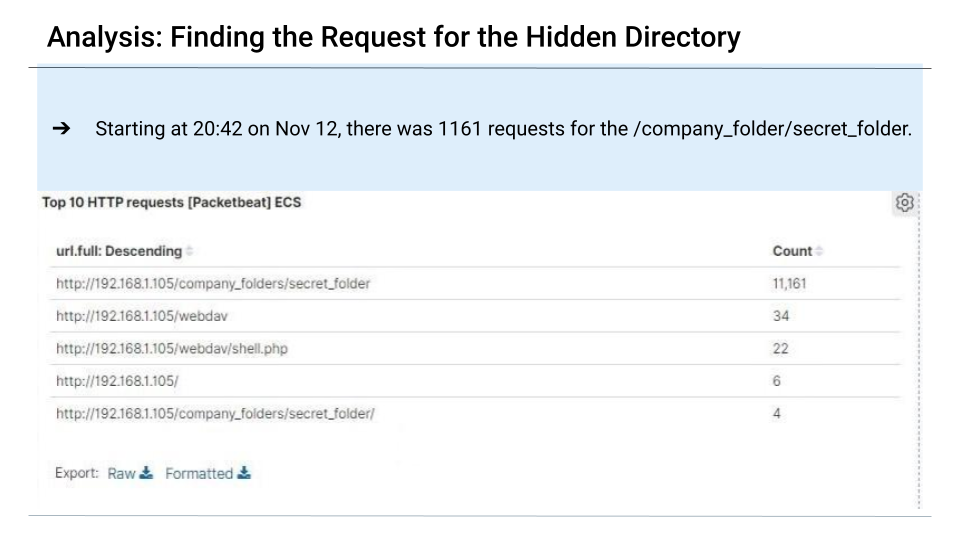 Analysis: Finding the Request for the Hidden Directory
➔ Starting at 20:42 on Nov 12, there was 1161 requests for the /company_folder/secret_folder.
Top 10 HTTP requests [Packetbeat] ECS
url.full: Descending Count
http://192.168.1.105/company_folders/secret_folder 11,161
http://192.168.1.105/webdav 34
http://192.168.1.105/webdav/shell.php 22
http://192.168.1.105/ 6
http://192.168.1.105/company_folders/secret_folder/ 4
Export: Raw Formatted